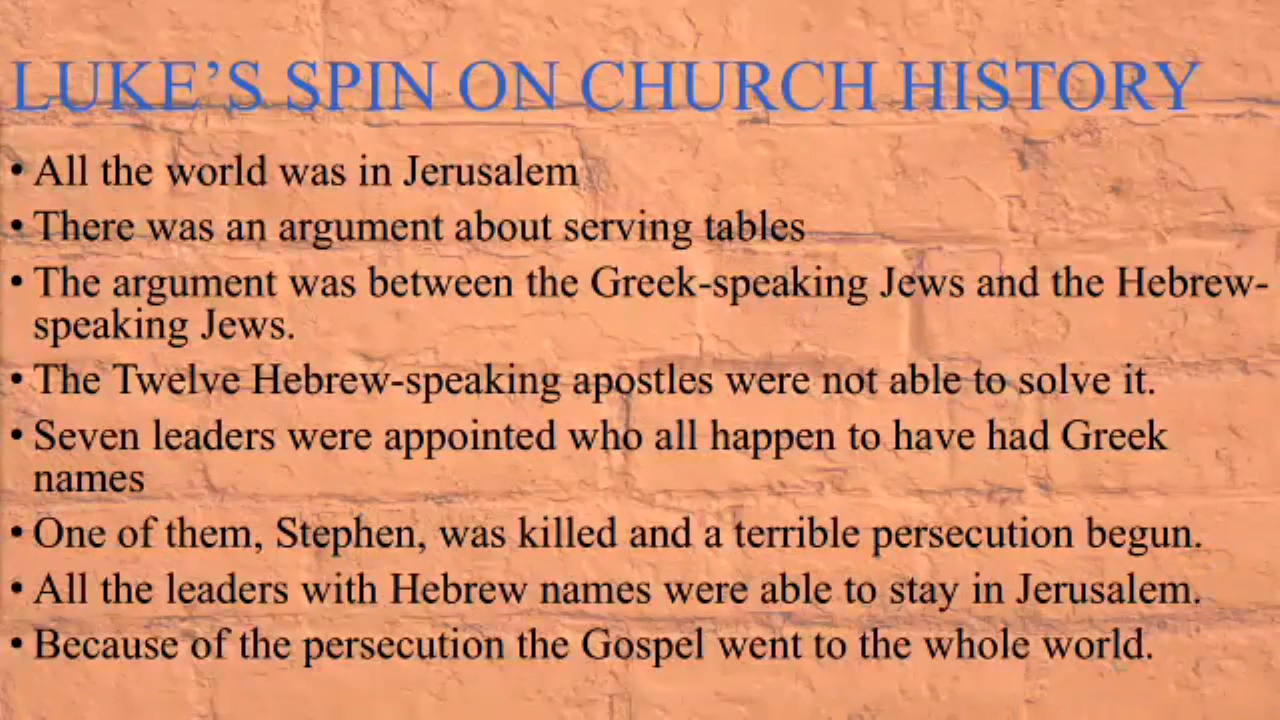 LUKE’S SPIN ON CHURCH HISTORY
• All the world was in Jerusalem
• There was an argument about serving tables
• The argument was between the Greek-speaking Jews and the Hebrew-
speaking Jews.
• The Twelve Hebrew-speaking apostles were not able to solve it.
• Seven leaders were appointed who all happen to have had Greek
names
• One of them, Stephen, was killed and a terrible persecution begun.
• All the leaders with Hebrew names were able to stay in Jerusalem.
• Because of the persecution the Gospel went to the whole world.